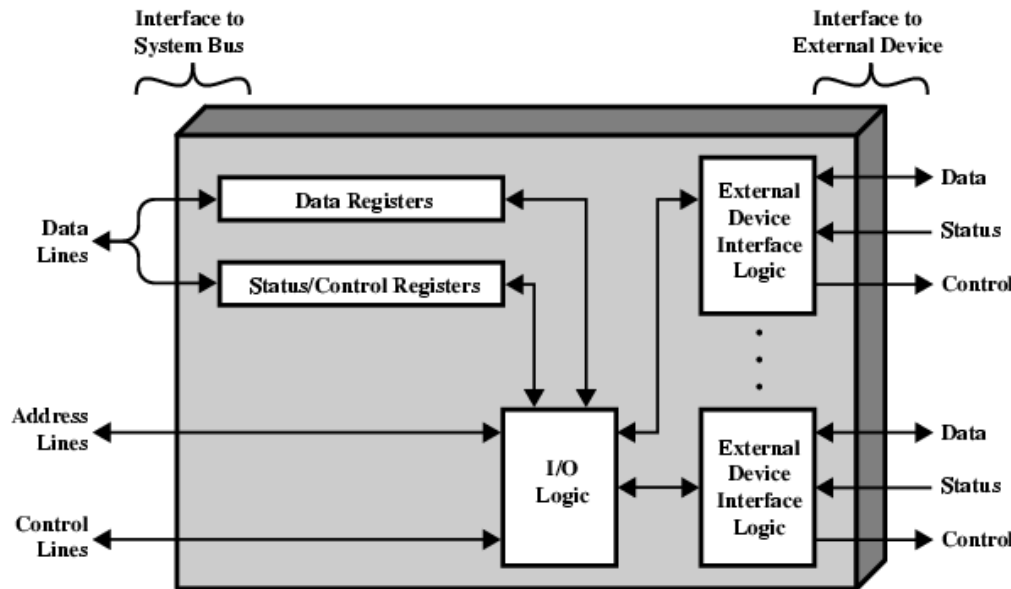 Interface to
System Bus
Interface to
External Device
Data Registers
Status/Control Registers
Data
Lines
Address
Lines
Control
Lines
I/O
Logic
External
Device
Interface
Logic
Data
Status
Control
External
Device
Interface
Logic
Data
Status
Control